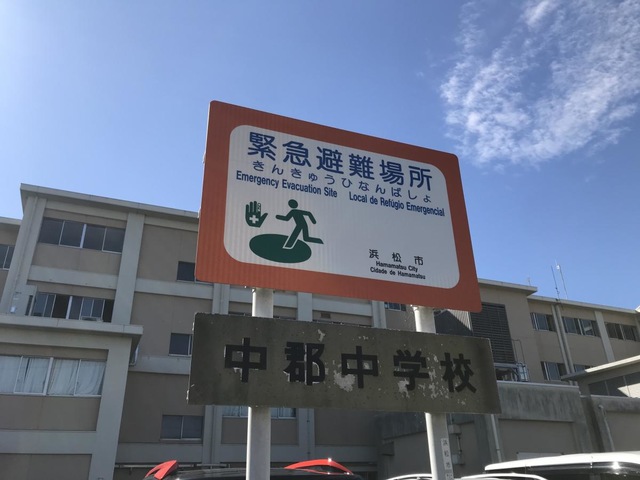 緊急避難場所
きんきゅうひなんばしょ
Emergency Evacuation Site Local de Refúgio Emergencial
浜松市
Hamamatsu City
Cidade de Hamamatsu
中郡中学校